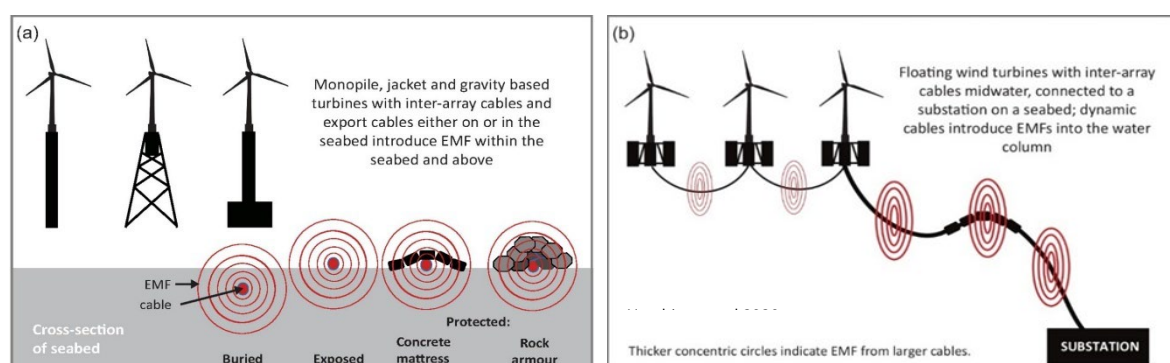 (a)
Monopile, jacket and gravity based
turbines with inter-array cables and
export cables either on or in the
seabed introduce EMF within the
seabed and above
EMF
cable
Cross-section
of seabed
Protected:
Buried
Exposed
Concrete
mattress
Rock
armour
(b)
Floating wind turbines with inter-array
cables midwater, connected to a
substation on a seabed; dynamic
cables introduce EMFs into the water
column
Thicker concentric circles indicate EMF from larger cables.
SUBSTATION